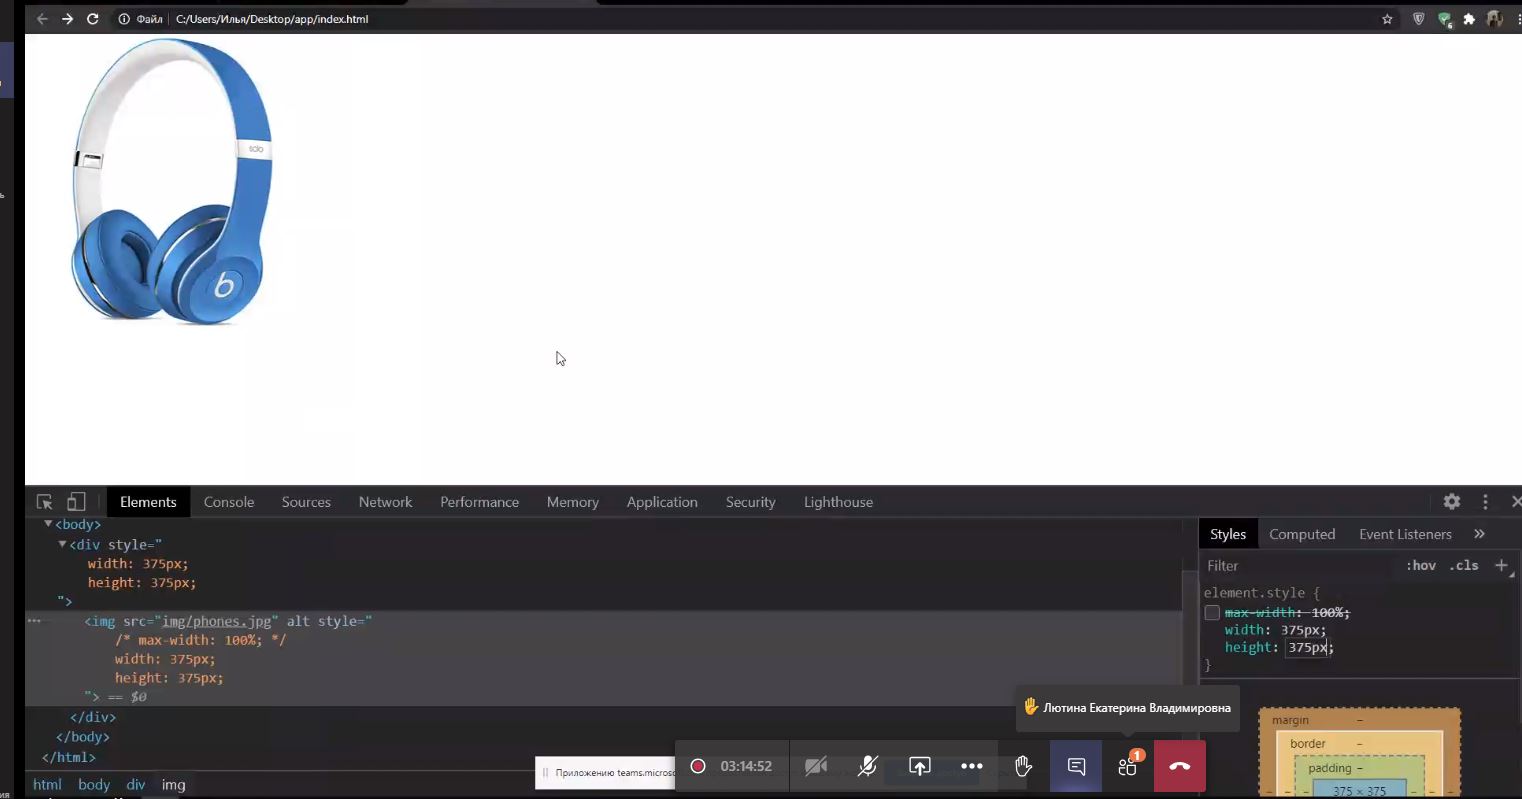 Файл C:/Users/Илья/Desktop/app/index.html
6
solo
b
Elements Console Sources Network Performance Memory Application Security Lighthouse
<body>
<div style="
width: 375px;
height: 375px;
">
<img src="img/phones.jpg" alt style="
/* max-width: 100%; */
width: 375px;
height: 375px;
"> == $0
</div>
</body>
</html>
html body div img
Styles Computed Event Listeners »
Filter :hov .cls +
element.style {
max-width: 100%;
width: 375px;
height: 375px;
}
margin –
border –
padding –
375 × 375
Лютина Екатерина Владимировна
Приложению teams.microso
03:14:52
1